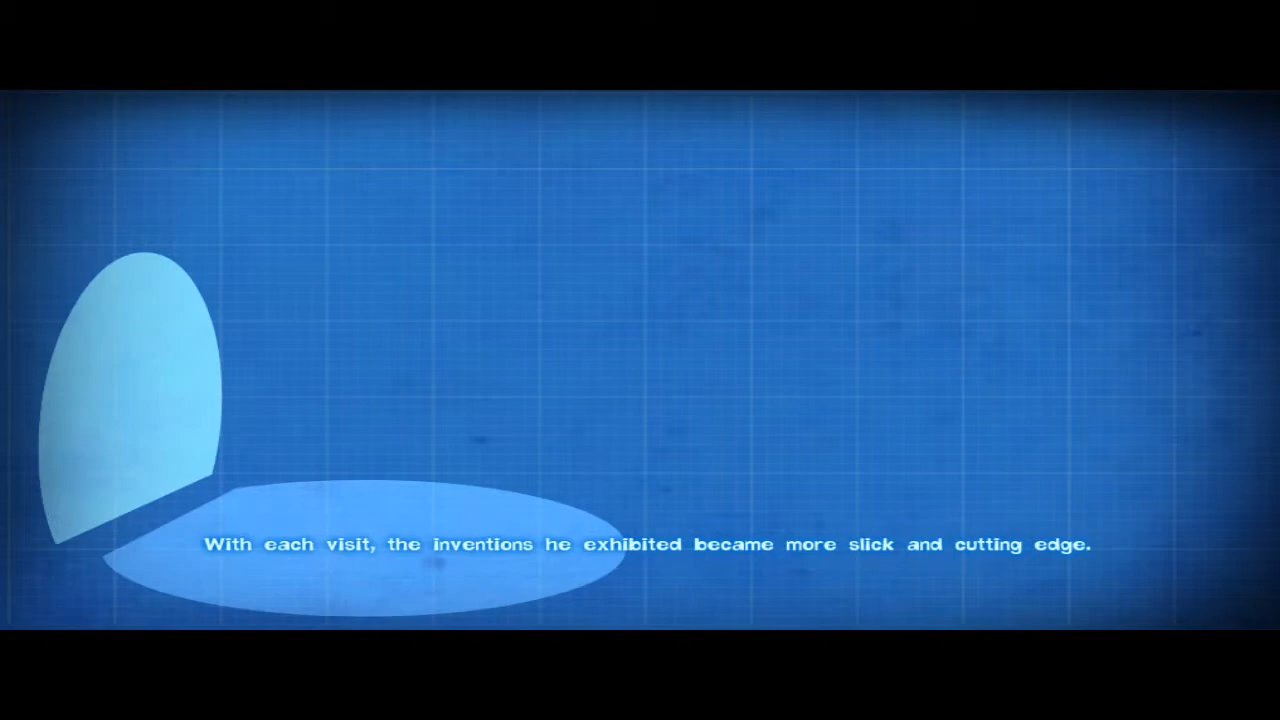 With each visit, the inventions he exhibited became more slick and cutting edge.